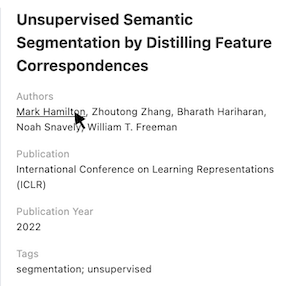 Unsupervised Semantic
Segmentation by Distilling Feature
Correspondences
Authors
Mark Hamilton, Zhoutong Zhang, Bharath Hariharan,
Noah Snavely, William T. Freeman
Publication
International Conference on Learning Representations
(ICLR)
Publication Year
2022
Tags
segmentation; unsupervised